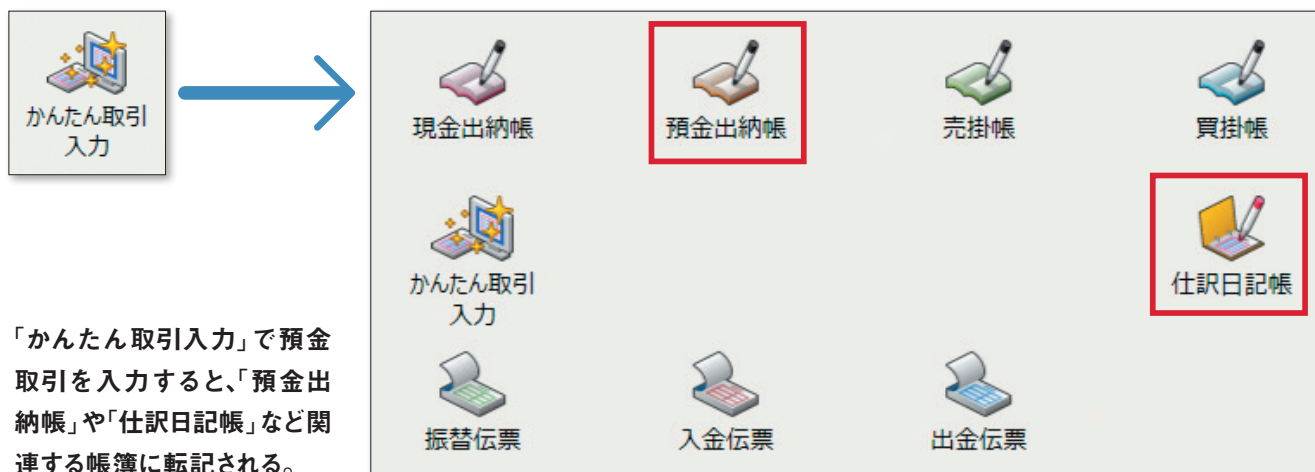 かんたん取引
入力
現金出納帳
預金出納帳
売掛帳
買掛帳
かんたん取引
入力
仕訳日記帳
振替伝票
入金伝票
出金伝票
「かんたん取引入力」で預金
取引を入力すると、「預金出
納帳」や「仕訳日記帳」など関
連する帳簿に転記される。